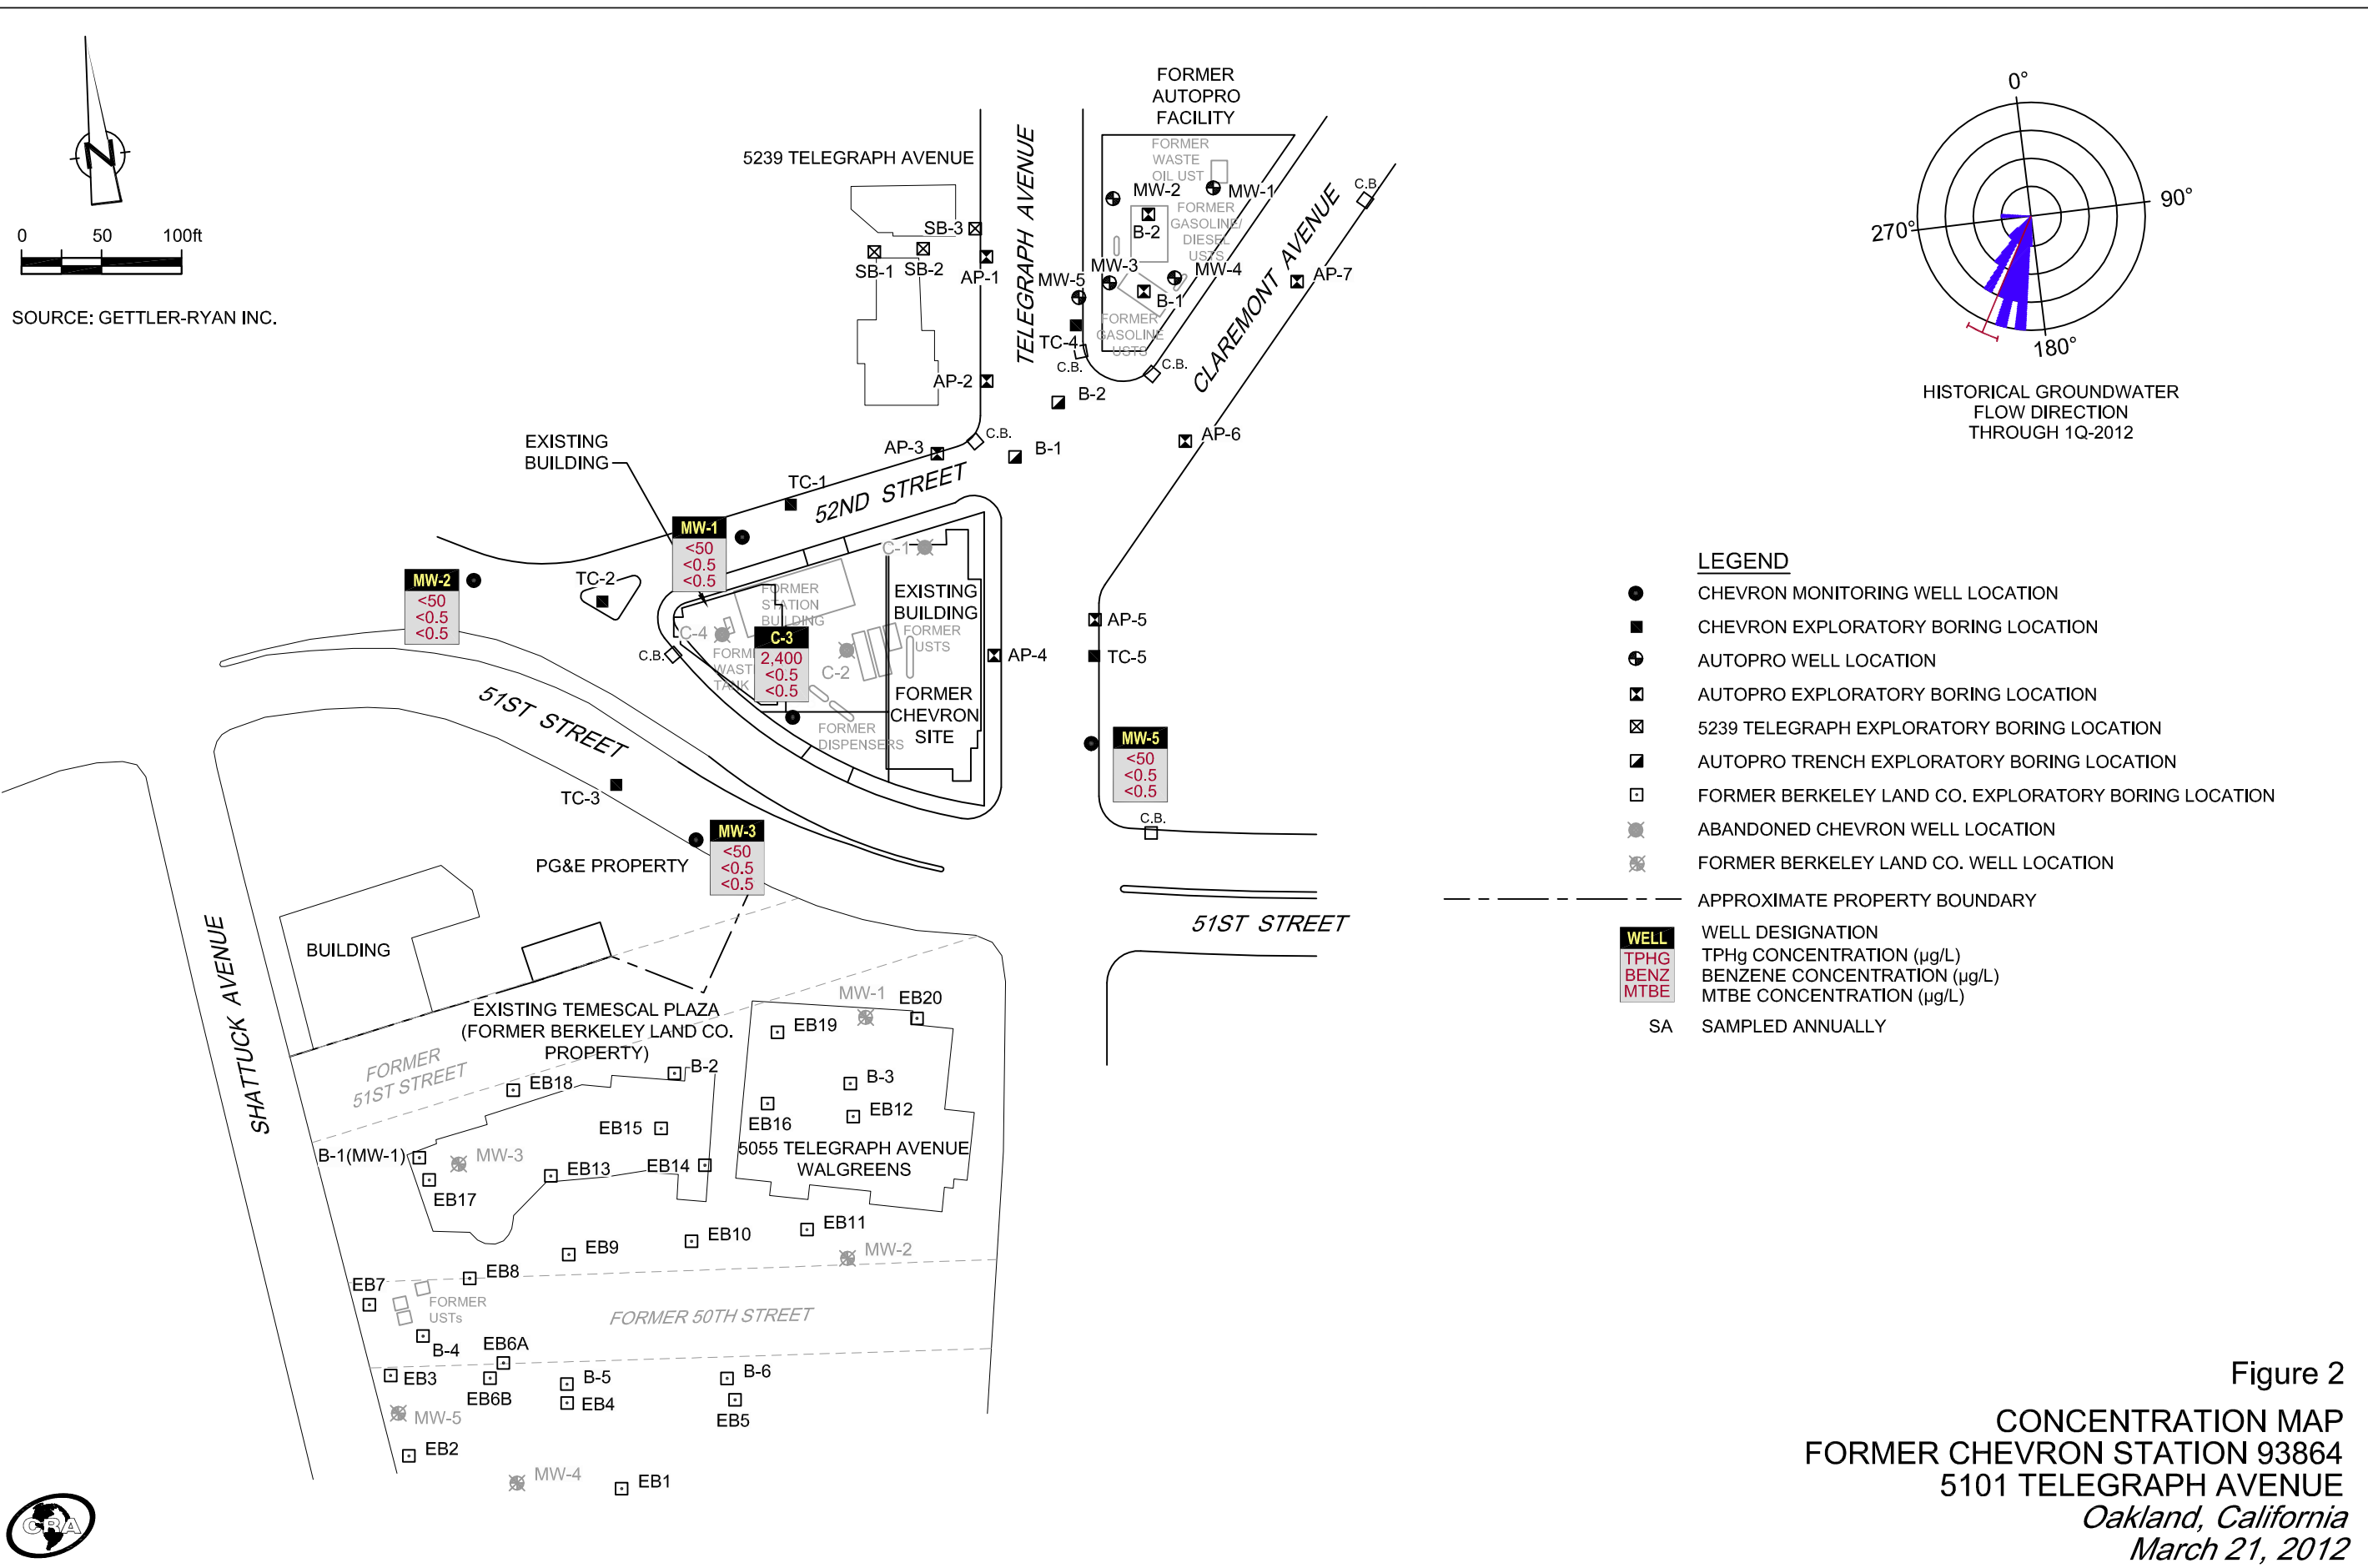 N
0 50 100ft
SOURCE: GETTLER-RYAN INC.
FORMER
AUTOPRO
FACILITY
5239 TELEGRAPH AVENUE
TELEGRAPH AVENUE
CLAREMONT AVENUE
FORMER
WASTE
OIL UST
MW-2
MW-1
C.B.
FORMER
GASOLINE/
DIESEL
USTS
B-2
SB-3
SB-1
SB-2
AP-1
MW-5
MW-3
MW-4
B-1
AP-7
FORMER
GASOLINE
USTS
TC-4
C.B.
C.B.
AP-2
B-2
AP-3
C.B.
B-1
AP-6
EXISTING
BUILDING
TC-1
52ND STREET
MW-1
<50
<0.5
<0.5
C-1
MW-2
<50
<0.5
<0.5
TC-2
FORMER
STATION
BUILDING
EXISTING
BUILDING
C-4
C-3
2,400
<0.5
<0.5
FORMER
USTS
C.B.
FORM
WAST
TANK
C-2
AP-5
AP-4
TC-5
FORMER
CHEVRON
SITE
FORMER
DISPENSERS
51ST STREET
TC-3
MW-5
<50
<0.5
<0.5
C.B.
MW-3
<50
<0.5
<0.5
PG&E PROPERTY
51ST STREET
BUILDING
SHATTUCK AVENUE
EXISTING TEMESCAL PLAZA
(FORMER BERKELEY LAND CO.
PROPERTY)
FORMER
51ST STREET
MW-1
EB20
EB19
B-2
EB18
B-3
EB12
EB16
EB15
5055 TELEGRAPH AVENUE
WALGREENS
B-1(MW-1)
MW-3
EB17
EB13
EB14
EB11
EB10
EB9
MW-2
EB8
EB7
FORMER
USTs
FORMER 50TH STREET
B-4
EB6A
EB3
EB6B
B-5
EB4
B-6
EB5
MW-5
EB2
MW-4
EB1
CRA
0°
90°
180°
270°
HISTORICAL GROUNDWATER
FLOW DIRECTION
THROUGH 1Q-2012
LEGEND
CHEVRON MONITORING WELL LOCATION
CHEVRON EXPLORATORY BORING LOCATION
AUTOPRO WELL LOCATION
AUTOPRO EXPLORATORY BORING LOCATION
5239 TELEGRAPH EXPLORATORY BORING LOCATION
AUTOPRO TRENCH EXPLORATORY BORING LOCATION
FORMER BERKELEY LAND CO. EXPLORATORY BORING LOCATION
ABANDONED CHEVRON WELL LOCATION
FORMER BERKELEY LAND CO. WELL LOCATION
APPROXIMATE PROPERTY BOUNDARY
WELL WELL DESIGNATION
TPHG TPHg CONCENTRATION (µg/L)
BENZ BENZENE CONCENTRATION (µg/L)
MTBE MTBE CONCENTRATION (µg/L)
SA SAMPLED ANNUALLY
Figure 2
CONCENTRATION MAP
FORMER CHEVRON STATION 93864
5101 TELEGRAPH AVENUE
Oakland, California
March 21, 2012